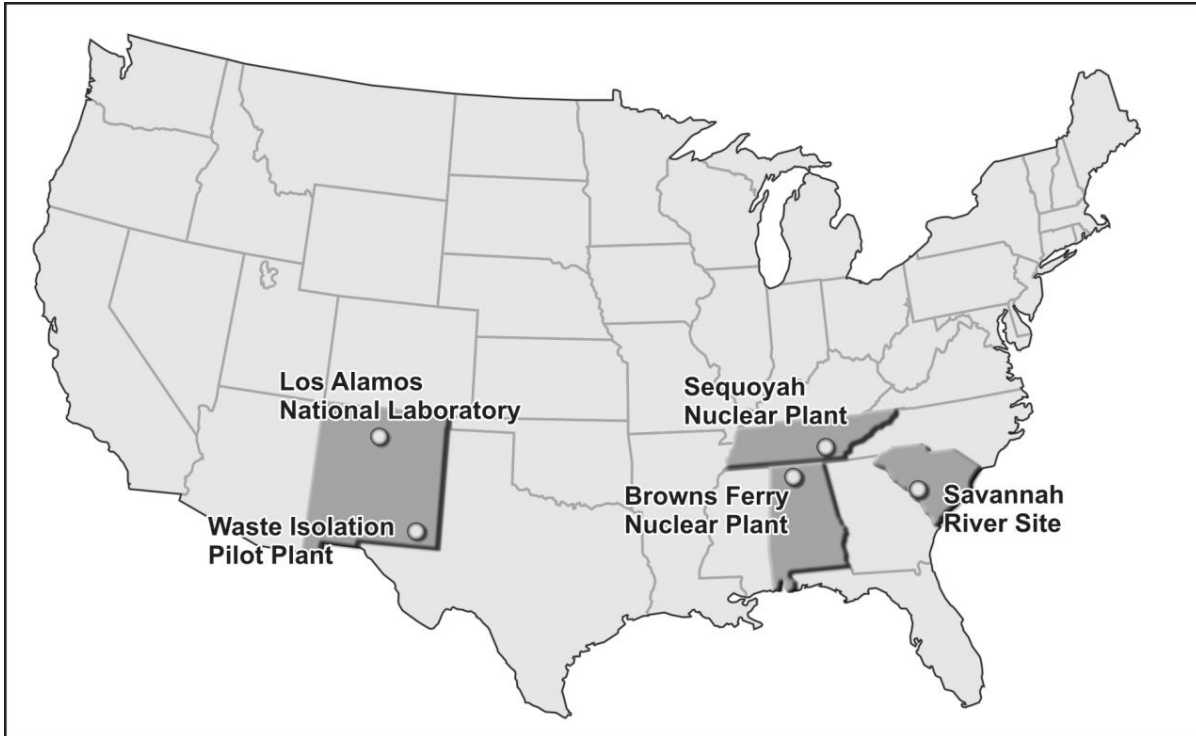 Los Alamos
National Laboratory
Sequoyah
Nuclear Plant
Waste Isolation
Pilot Plant
Browns Ferry
Nuclear Plant
Savannah
River Site